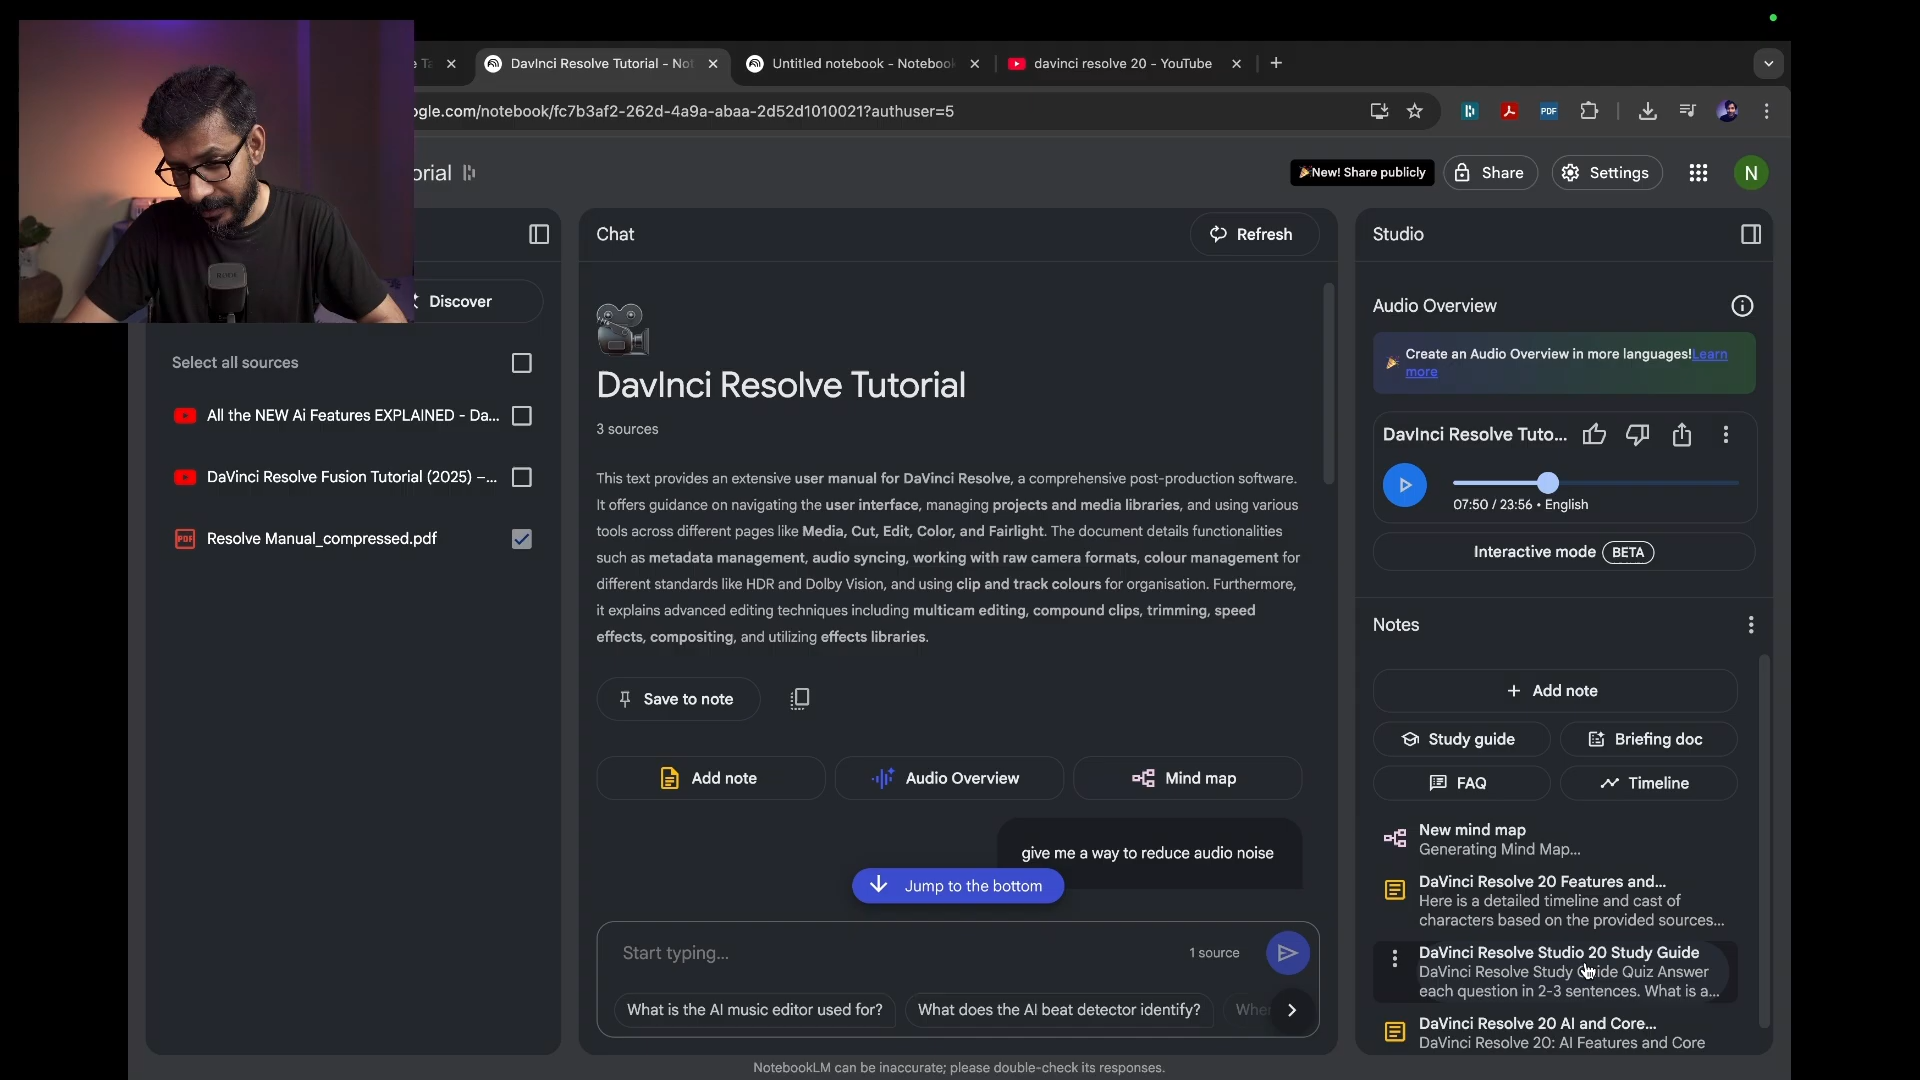 DavInci Resolve Tutorial - Not
Untitled notebook - Notebook
davinci resolve 20 - YouTube
ogle.com/notebook/fc7b3af2-262d-4a9a-abaa-2d52d1010021?authuser=5
PDF
orial
🎉New! Share publicly
Share
Settings
N
Discover
Select all sources
All the NEW Ai Features EXPLAINED - Da...
DaVinci Resolve Fusion Tutorial (2025) –...
PDF
Resolve Manual_compressed.pdf
Chat
Refresh
DavInci Resolve Tutorial
3 sources
This text provides an extensive user manual for DaVinci Resolve, a comprehensive post-production software.
It offers guidance on navigating the user interface, managing projects and media libraries, and using various
tools across different pages like Media, Cut, Edit, Color, and Fairlight. The document details functionalities
such as metadata management, audio syncing, working with raw camera formats, colour management for
different standards like HDR and Dolby Vision, and using clip and track colours for organisation. Furthermore,
it explains advanced editing techniques including multicam editing, compound clips, trimming, speed
effects, compositing, and utilizing effects libraries.
Save to note
Add note
Audio Overview
Mind map
give me a way to reduce audio noise
Jump to the bottom
Start typing...
1 source
What is the AI music editor used for?
What does the AI beat detector identify?
Wher
NotebookLM can be inaccurate; please double-check its responses.
Studio
Audio Overview
Create an Audio Overview in more languages!Learn
more
DavInci Resolve Tuto...
07:50 / 23:56 • English
Interactive mode BETA
Notes
Add note
Study guide
Briefing doc
FAQ
Timeline
New mind map
Generating Mind Map...
DaVinci Resolve 20 Features and...
Here is a detailed timeline and cast of
characters based on the provided sources...
DaVinci Resolve Studio 20 Study Guide
DaVinci Resolve Study Guide Quiz Answer
each question in 2-3 sentences. What is a...
DaVinci Resolve 20 AI and Core...
DaVinci Resolve 20: AI Features and Core